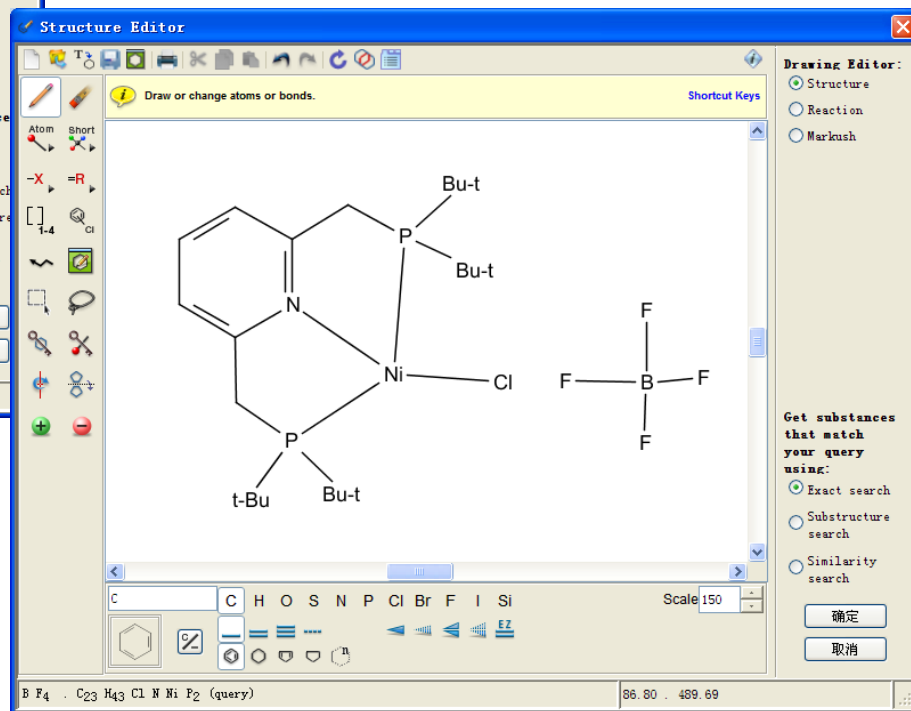 Structure Editor
Drawing Editor:
Draw or change atoms or bonds.
Shortcut Keys
Structure
Reaction
Markush
Atom
Short
-X
=R
1-4
Cl
Bu-t
P
Bu-t
N
Ni
Cl
F
F
B
F
F
P
t-Bu
Bu-t
Get substances
that match
your query
using:
Exact search
Substructure
search
Similarity
search
C
C H O S N P Cl Br F I Si
Scale 150
EZ
n
确定
取消
B F4 . C23 H43 Cl N Ni P2 (query)
86.80 . 489.69